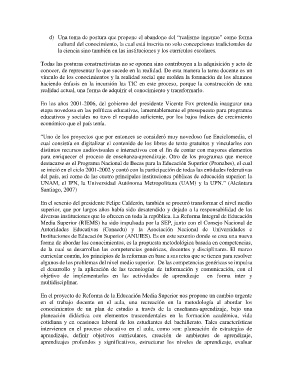 d) Una toma de postura que propone el abandono del "realismo ingenuo" como forma
cultural del conocimiento, la cual está inscrita no solo concepciones tradicionales de
la ciencia sino también en las instituciones y los currículos escolares.
Todas las posturas constructivistas no se oponen sino contribuyen a la adquisición y acto de
conocer, de representar lo que sucede en la realidad. De esta manera la tarea docente es un
vínculo de los conocimientos y la realidad social que moldea la formación de los alumnos
haciendo énfasis en la incursión las TIC en este proceso, porque la construcción de una
realidad actual, una forma de adquirir el conocimiento y transformarlo.
En los años 2001-2006, del gobierno del presidente Vicente Fox pretendía inaugurar una
etapa novedosa en las políticas educativas, lamentablemente el presupuesto para programas
educativos y sociales no tuvo el respaldo suficiente, por los bajos índices de crecimiento
económico que el país tenía.
"Uno de los proyectos que por entonces se consideró muy novedoso fue Enciclomedia, el
cual consistía en digitalizar el contenido de los libros de texto gratuitos y vincularlos con
distintos recursos audiovisuales e interactivos con el fin de contar con mayores elementos
para enriquecer el proceso de enseñanza-aprendizaje. Otro de los programas que merece
destacarse es el Programa Nacional de Becas para la Educación Superior (Pronabes), el cual
se inició en el ciclo 2001-2002 y contó con la participación de todas las entidades federativas
del país, así como de las cuatro principales instituciones públicas de educación superior: la
UNAM, el IPN, la Universidad Autónoma Metropolitana (UAM) y la UPN." (Alcántara
Santiago, 2007)
En el sexenio del presidente Felipe Calderón, también se procuró transformar el nivel medio
superior, que por largos años había sido desatendido y dejado a la responsabilidad de las
diversas instituciones que lo ofrecen en toda la república. La Reforma Integral de Educación
Media Superior (RIEMS) ha sido impulsada por la SEP, junto con el Consejo Nacional de
Autoridades Educativas (Conaedu) y la Asociación Nacional de Universidades e
Instituciones de Educación Superior (ANUIES). Es en este sexenio donde se crea una nueva
forma de abordar los conocimientos, es la propuesta metodológica basada en competencias,
de la cual se desarrollan las competencias genéricas, docentes y disciplinares. El marco
curricular común, los principios de la reformas en base a sus retos que se tienen para resolver
algunos de los problemas del nivel medio superior. De las competencias genéricas se impulsa
el desarrollo y la aplicación de las tecnologías de información y comunicación, con el
objetivo de implementarlas en las actividades de aprendizaje en forma inter y
multidisciplinar.
En el proyecto de Reforma de la Educación Media Superior nos propone un cambio urgente
en el trabajo docente en el aula, una recreación en la metodología al abordar los
conocimientos de un plan de estudio a través de la enseñanza-aprendizaje, bajo una
planeación didáctica con elementos trascendentales en la formación académica, vida
cotidiana y en ocasiones laboral de los estudiantes del bachillerato. Tales características
intervienen en el proceso educativo en el aula, como son: planeación de estrategias de
aprendizaje, definir objetivos curriculares, creación de ambientes de aprendizaje,
aprendizajes profundos y significativos, estructurar los niveles de aprendizaje, evaluar